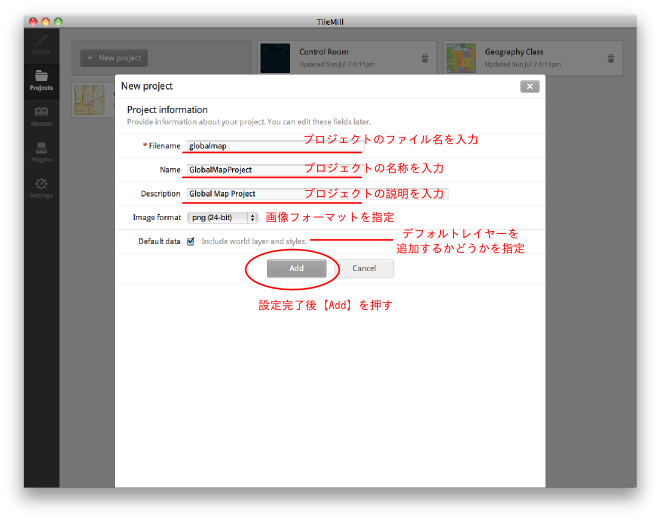 TileMill
Editor
+ New project
Control Room
Updated Sun Jul 7 6:11pm
Geography Class
Updated Sun Jul 7 6:11pm
Projects
Manual
Plugins
Settings
New project
Project information
Provide information about your project. You can edit these fields later.
* Filename globalmap プロジェクトのファイル名を入力
Name GlobalMapProject プロジェクトの名称を入力
Description Global Map Project プロジェクトの説明を入力
Image format png (24-bit) 画像フォーマットを指定
Default data Include world layer and styles. デフォルトレイヤーを
追加するかどうかを指定
Add Cancel
設定完了後【Add】を押す